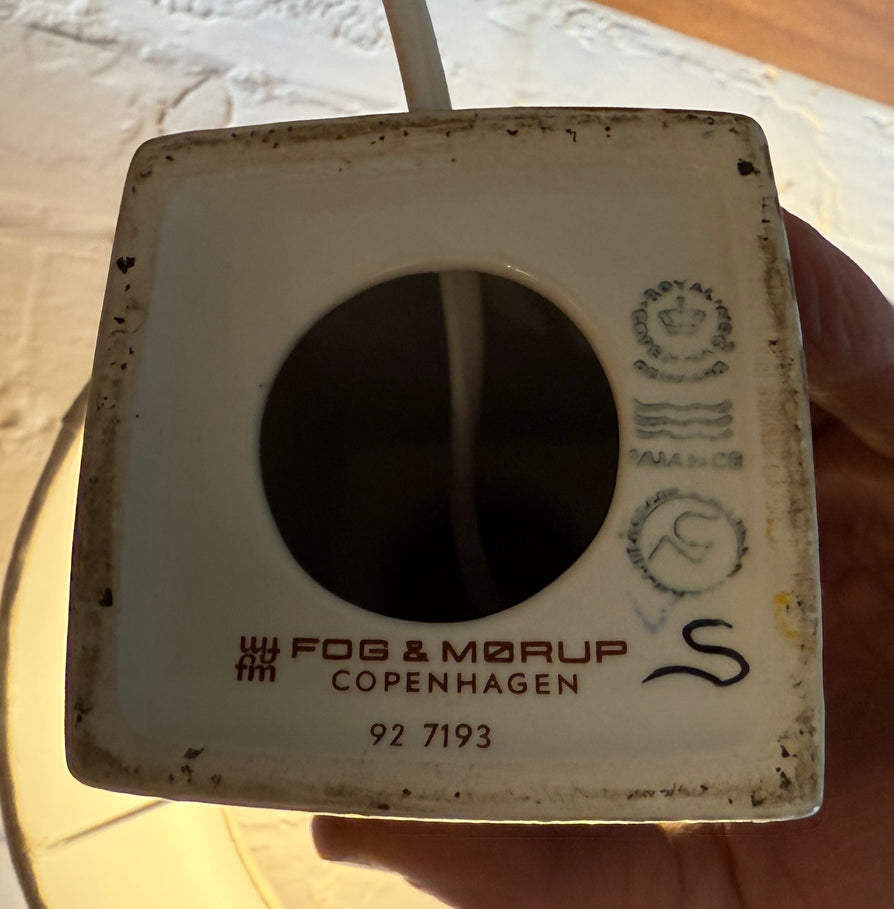 ROYAL
FOG & MØRUP
COPENHAGEN
92 7193
S